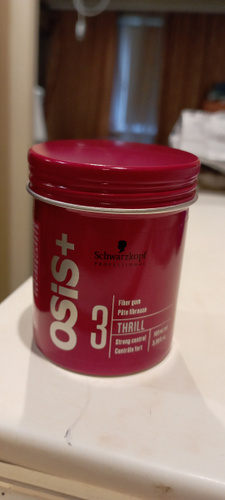 Schwarzkopf
PROFESSIONAL
OSiS+
3
Fiber gum
Pâte fibreuse
THRILL
Strong control
Contrôle fort